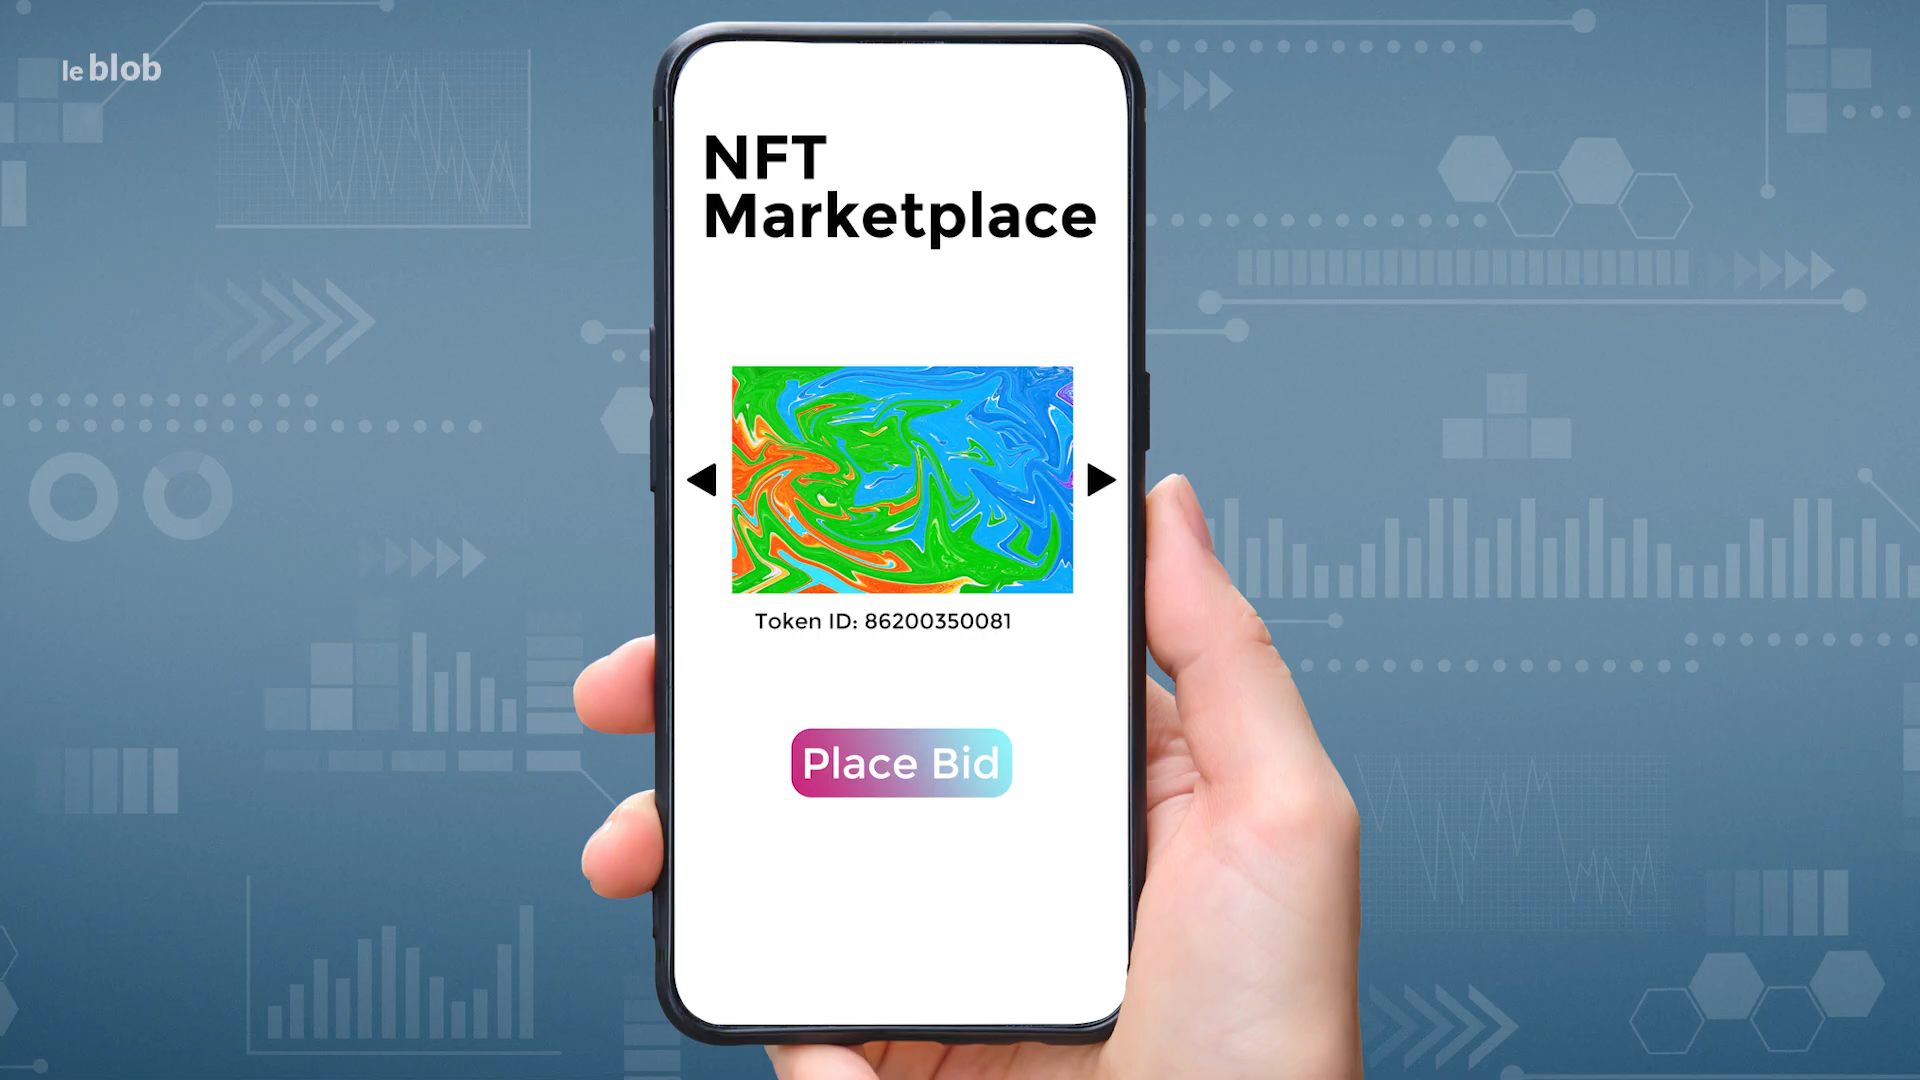 le blob
NFT
Marketplace
Token ID: 86200350081
Place Bid